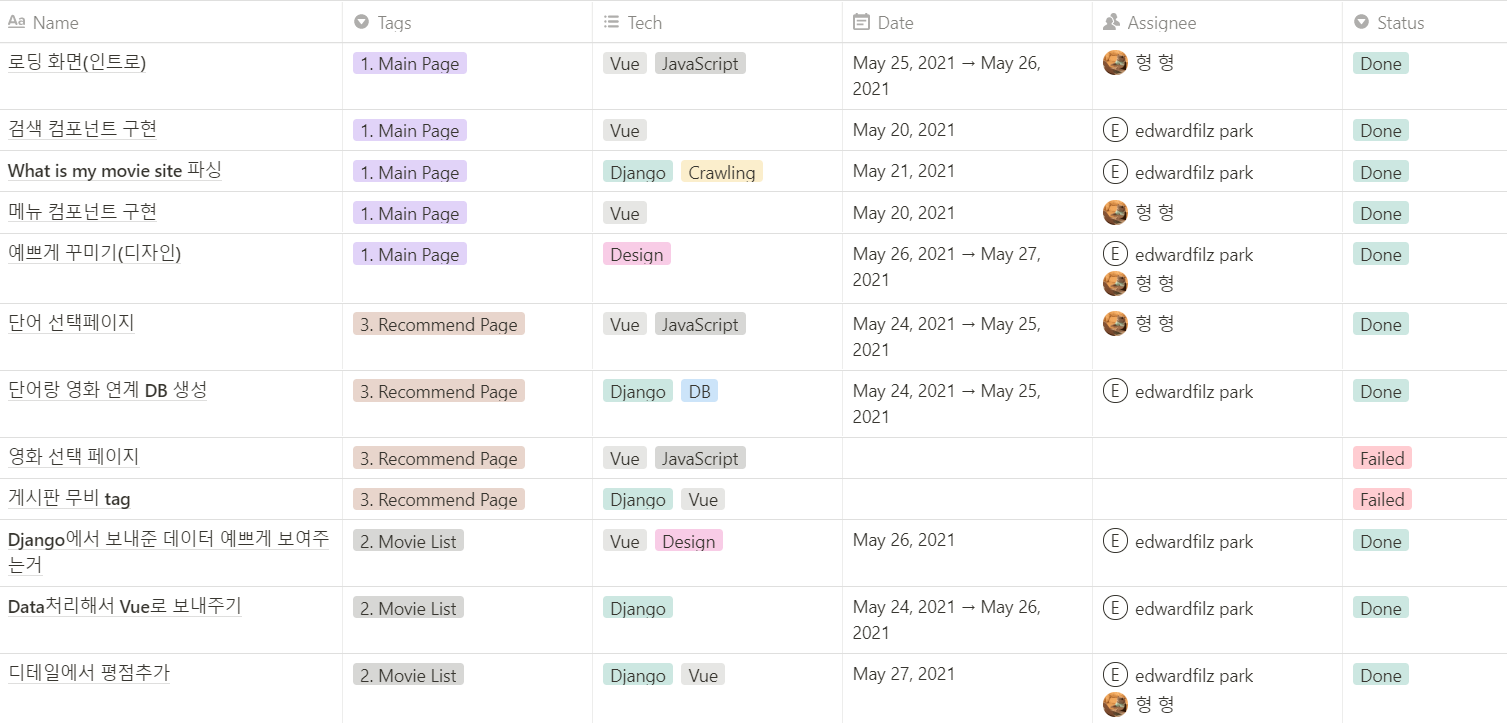 Aa Name Tags Tech Date Assignee Status
로딩 화면(인트로) 1. Main Page Vue JavaScript May 25, 2021 → May 26, 형 형 Done
2021
검색 컴포넌트 구현 1. Main Page Vue May 20, 2021 E edwardfilz park Done
What is my movie site 파싱 1. Main Page Django Crawling May 21, 2021 E edwardfilz park Done
메뉴 컴포넌트 구현 1. Main Page Vue May 20, 2021 형 형 Done
예쁘게 꾸미기(디자인) 1. Main Page Design May 26, 2021 → May 27, E edwardfilz park Done
2021 형 형
단어 선택페이지 3. Recommend Page Vue JavaScript May 24, 2021 → May 25, 형 형 Done
2021
단어랑 영화 연계 DB 생성 3. Recommend Page Django DB May 24, 2021 → May 25, E edwardfilz park Done
2021
영화 선택 페이지 3. Recommend Page Vue JavaScript Failed
게시판 무비 tag 3. Recommend Page Django Vue Failed
Django에서 보내준 데이터 예쁘게 보여주 2. Movie List Vue Design May 26, 2021 E edwardfilz park Done
는거
Data처리해서 Vue로 보내주기 2. Movie List Django May 24, 2021 → May 26, E edwardfilz park Done
2021
디테일에서 평점추가 2. Movie List Django Vue May 27, 2021 E edwardfilz park Done
형 형